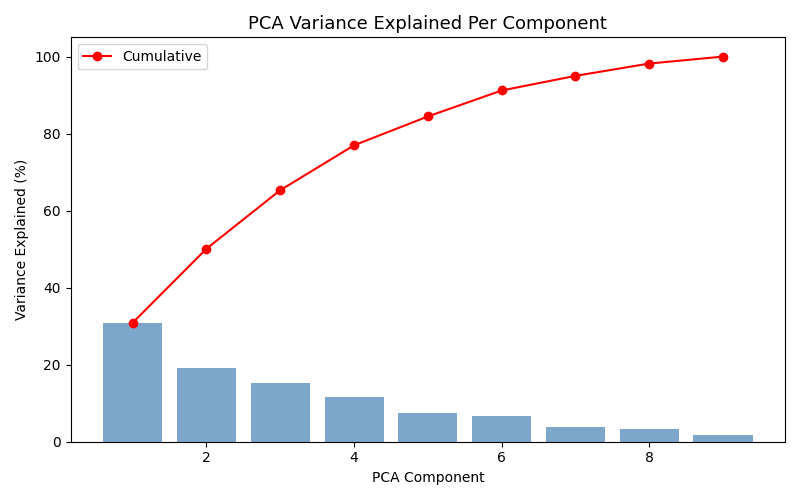 PCA Variance Explained Per Component
Cumulative
100
80
60
40
20
0
Variance Explained (%)
2 4 6 8
PCA Component